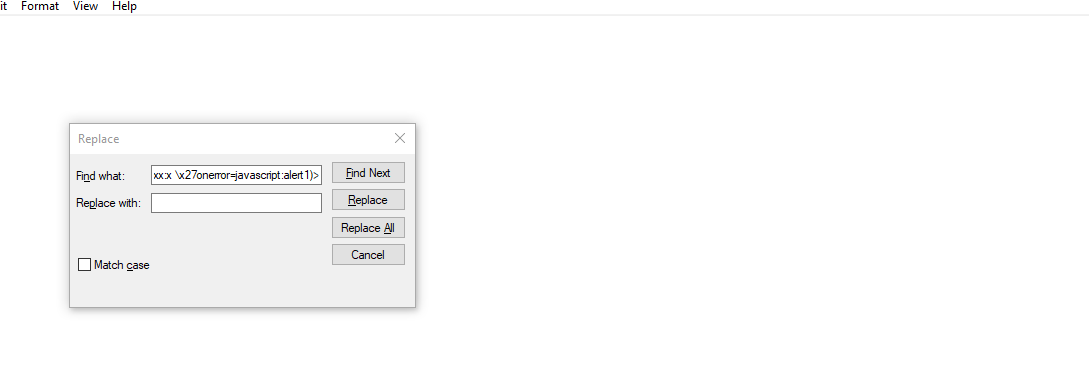 it Format View Help
Replace
Find what: xx:x \x27onerror=javascript:alert1)> Find Next
Replace with: Replace
Replace All
Cancel
Match case